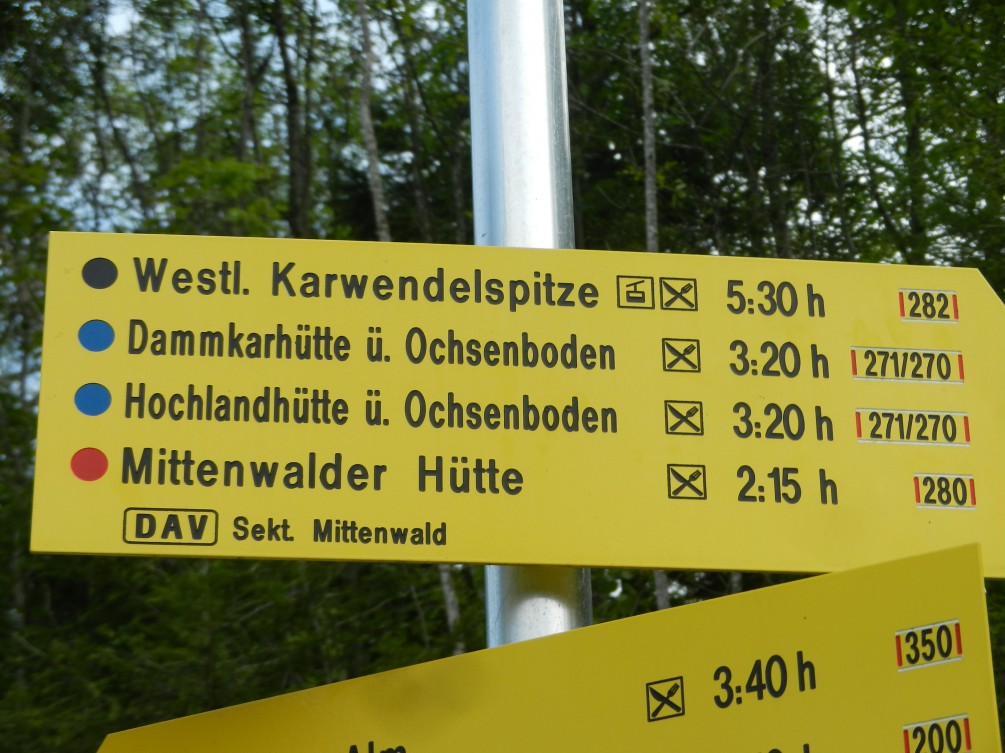 Westl. Karwendelspitze 5:30 h 282
Dammkarhütte ü. Ochsenboden 3:20 h 271/270
Hochlandhütte ü. Ochsenboden 3:20 h 271/270
Mittenwalder Hütte 2:15 h 280
DAV Sekt. Mittenwald
3:40 h 350
Alm 200